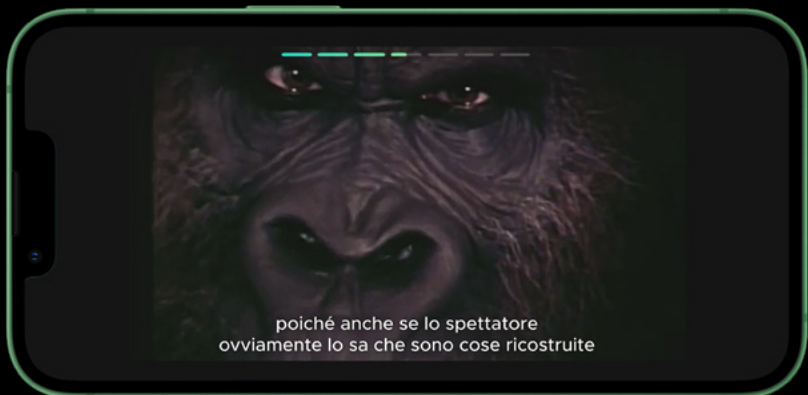 poiché anche se lo spettatore
ovviamente lo sa che sono cose ricostruite